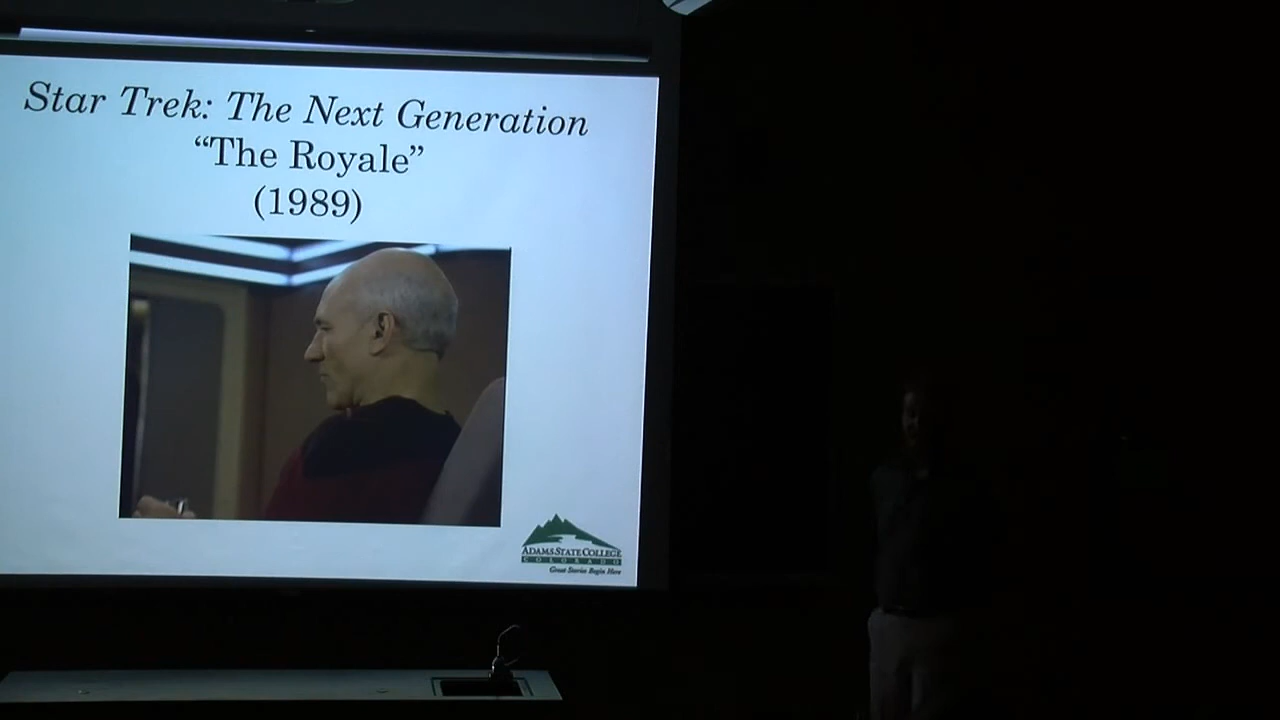 Star Trek: The Next Generation
“The Royale”
(1989)
ADAMS STATE COLLEGE
COLORADO
Great Stories Begin Here